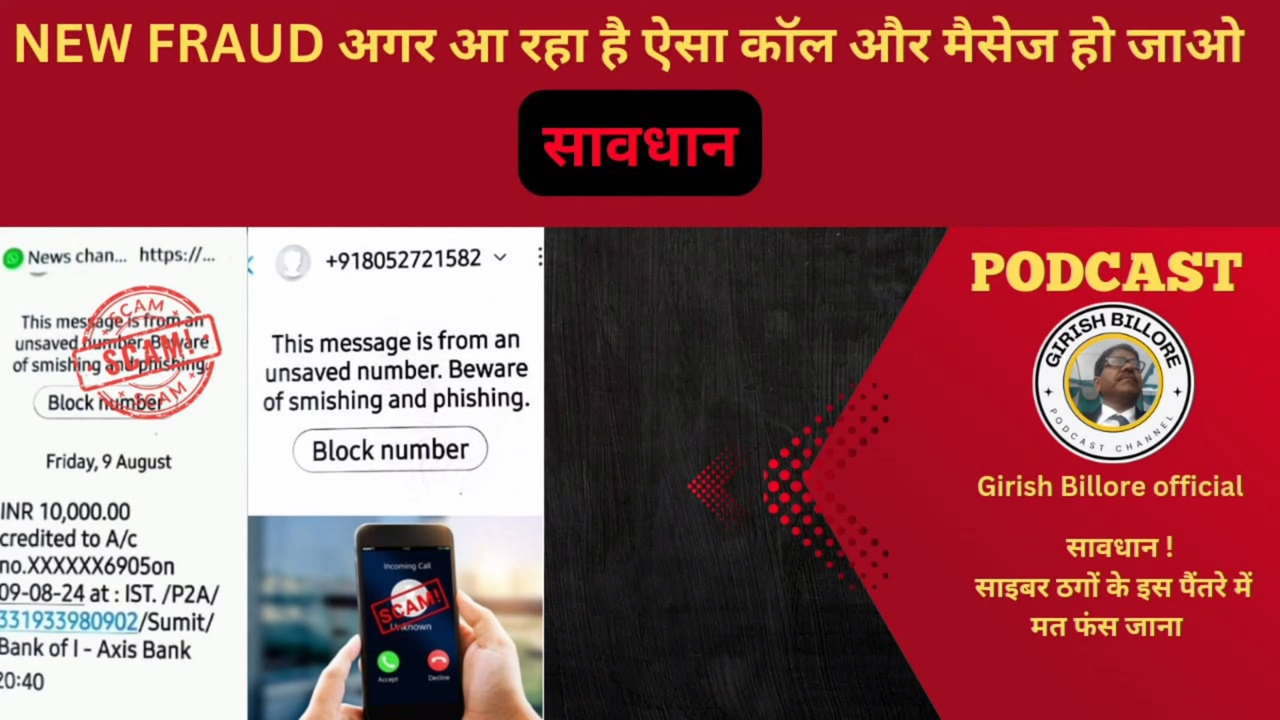 NEW FRAUD अगर आ रहा है ऐसा कॉल और मैसेज हो जाओ
सावधान
News chan... https://...
This message is from an
unsaved number. Beware
of smishing and phishing.
Block number
SCAM
SCAM!
SCAM
Friday, 9 August
INR 10,000.00
credited to A/c
no.XXXXXX6905on
09-08-24 at : IST. /P2A/
331933980902/Sumit/
Bank of I - Axis Bank
20:40
+918052721582
This message is from an
unsaved number. Beware
of smishing and phishing.
Block number
Incoming Call
SCAM!
Unknown
Accept
Decline
PODCAST
GIRISH BILLORE
PODCAST CHANNEL
Girish Billore official
सावधान !
साइबर ठगों के इस पैंतरे में
मत फंस जाना